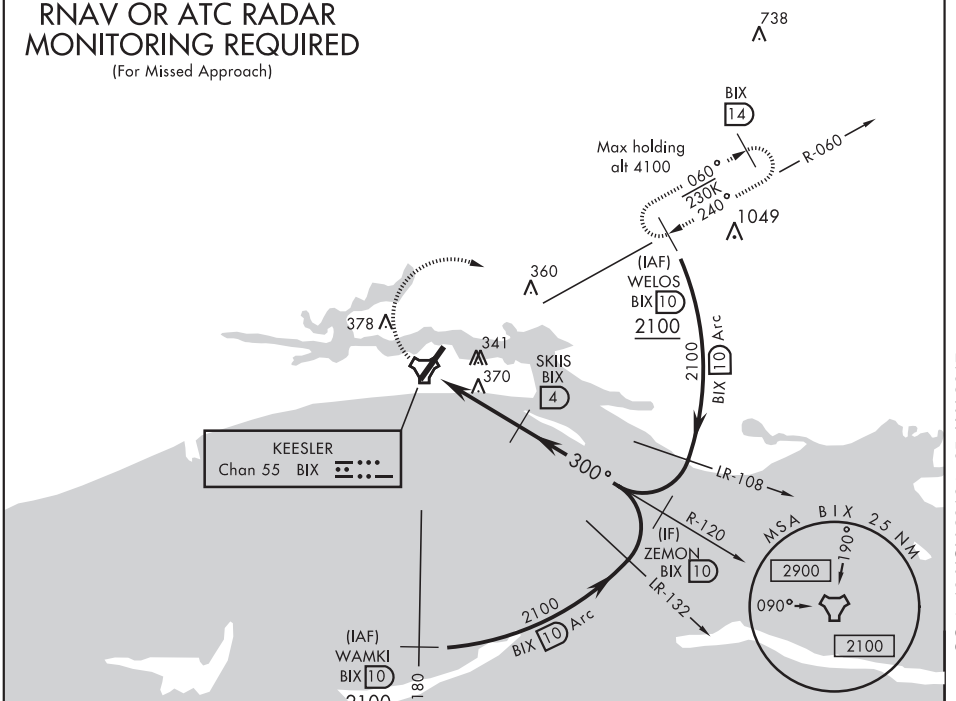 RNAV OR ATC RADAR
MONITORING REQUIRED
(For Missed Approach)
738
BIX
14
Max holding
alt 4100
060°
230K
240°
R-060
1049
(IAF)
WELOS
BIX 10
2100
2100
BIX 10 Arc
360
378
341
370
SKIIS
BIX
4
KEESLER
Chan 55 BIX
300°
LR-108
R-120
(IF)
ZEMON
BIX 10
LR-132
2100
BIX 10 Arc
(IAF)
WAMKI
BIX 10
2100
180
MSA BIX 25 NM
190°
2900
090°
2100